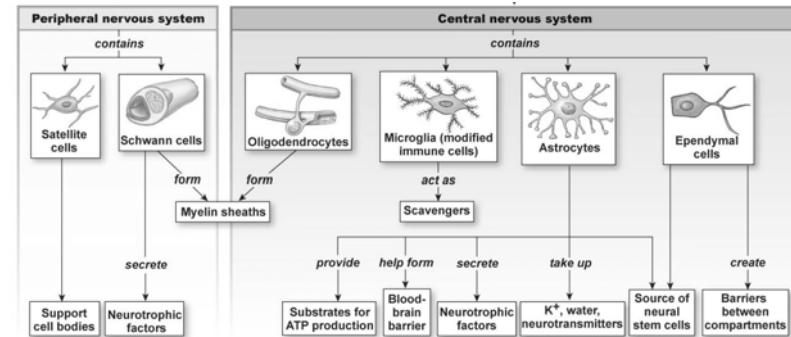 Peripheral nervous system
Central nervous system
contains
contains
Satellite
cells
Schwann cells
Oligodendrocytes
Microglia (modified
immune cells)
Astrocytes
Ependymal
cells
form
form
act as
Myelin sheaths
Scavengers
secrete
provide
help form
secrete
take up
create
Support
cell bodies
Neurotrophic
factors
Substrates for
ATP production
Blood-
brain
barrier
Neurotrophic
factors
K+, water,
neurotransmitters
Source of
neural
stem cells
Barriers
between
compartments